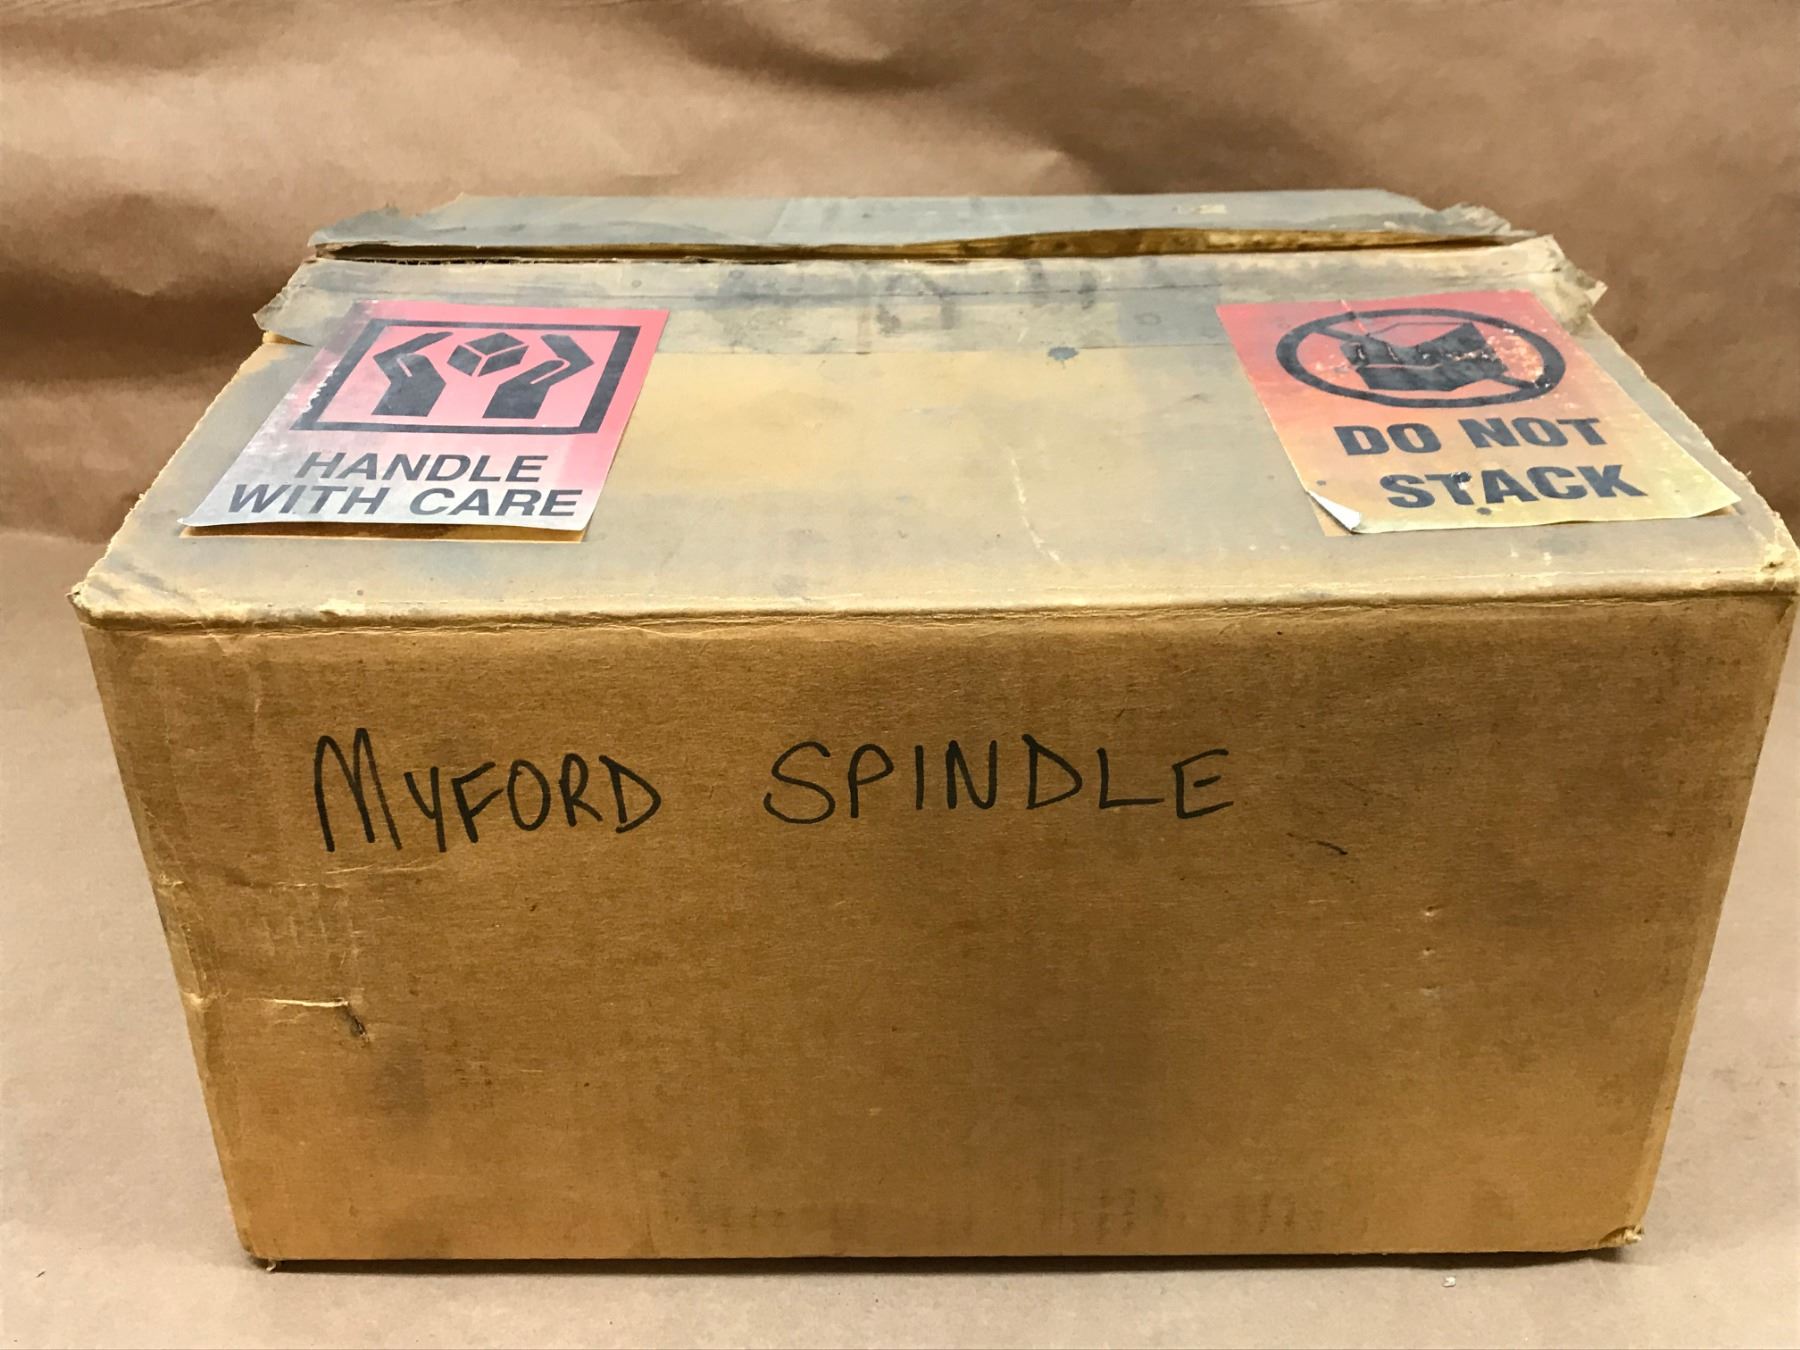 HANDLE
WITH CARE
DO NOT
STACK
MYFORD SPINDLE